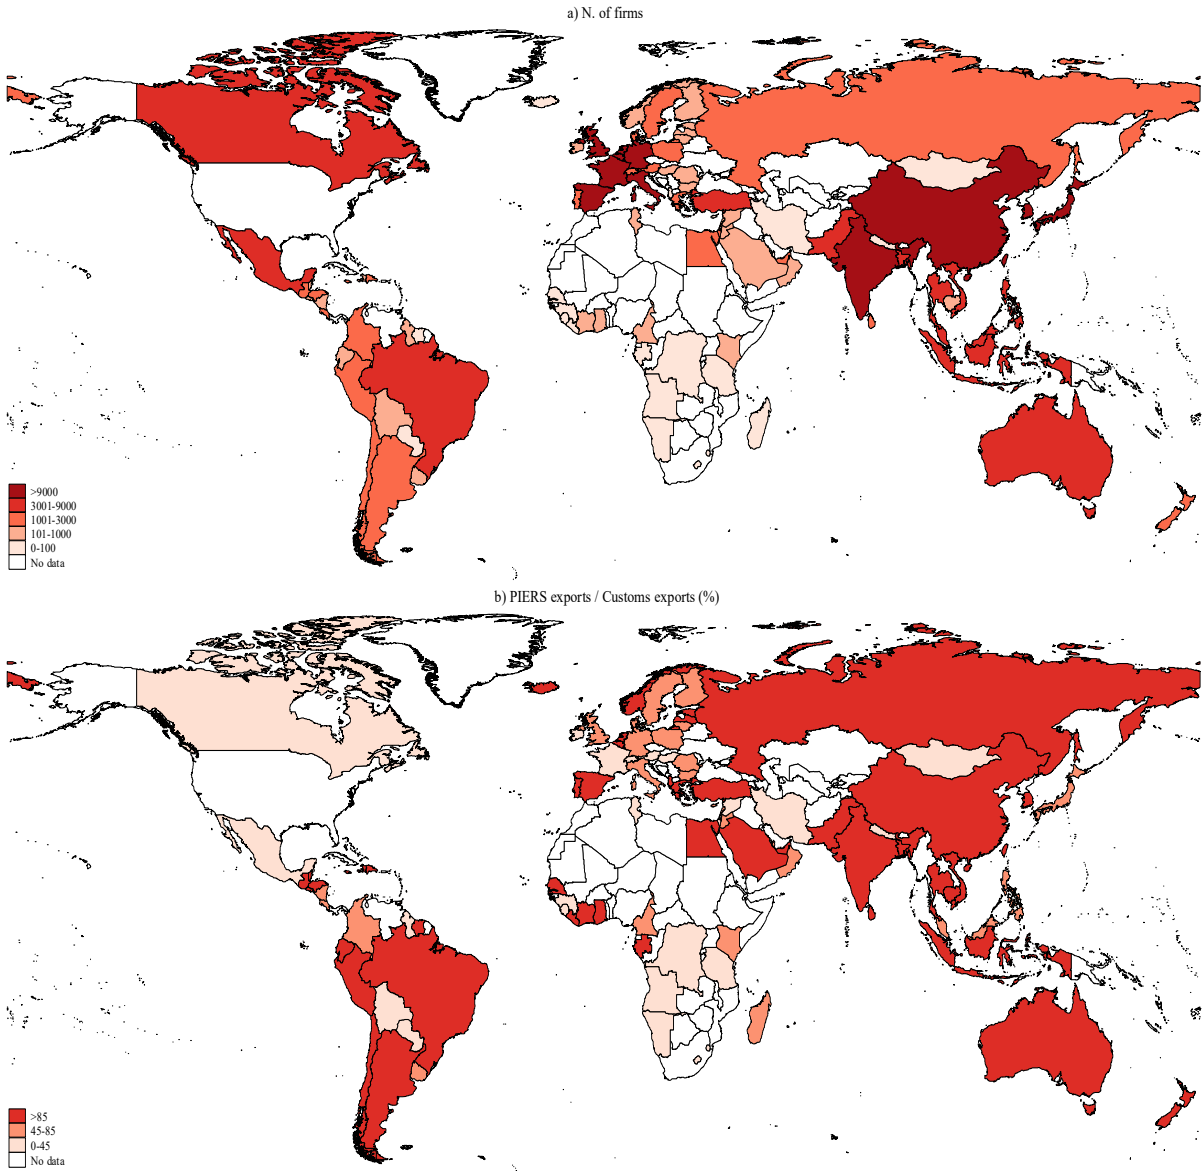 a) N. of firms
>9000
3001-9000
1001-3000
101-1000
0-100
No data
b) PIERS exports / Customs exports (%)
>85
45-85
0-45
No data